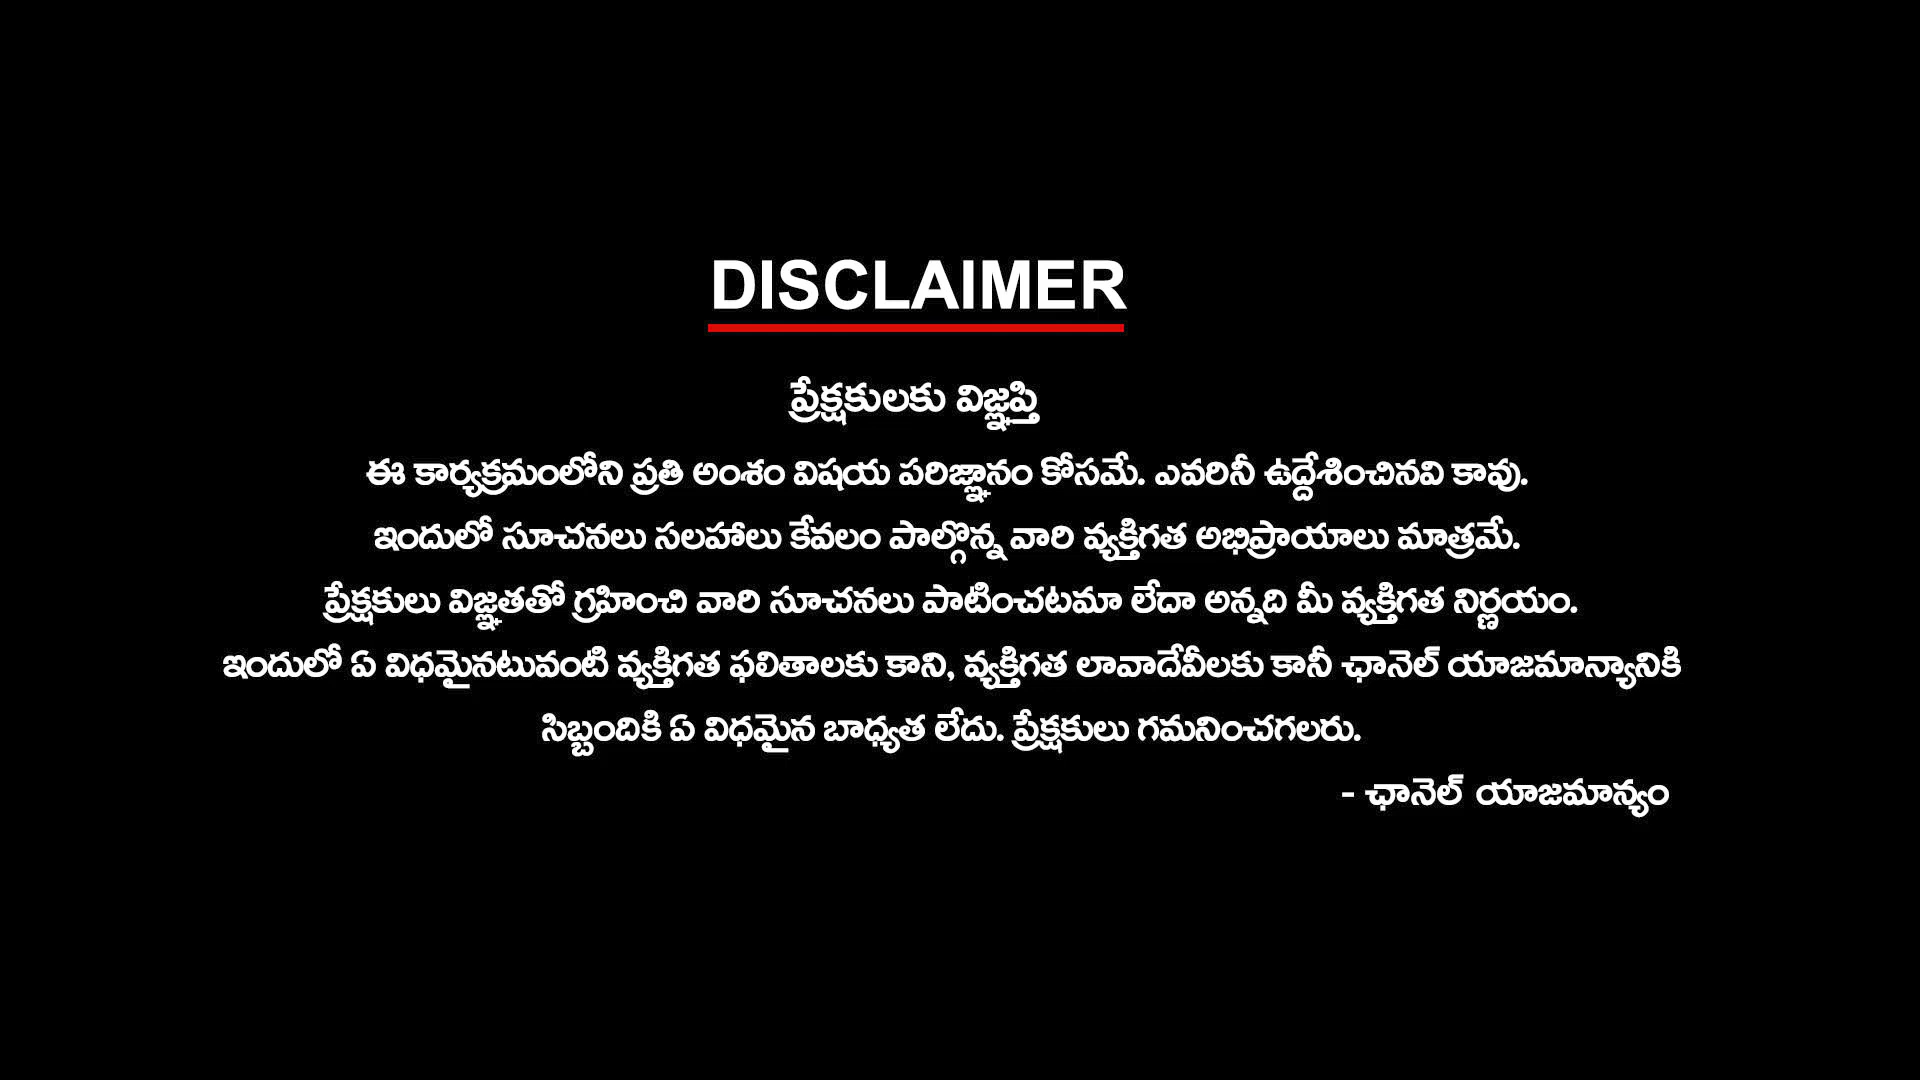 DISCLAIMER
ప్రేక్షకులకు విజ్ఞప్తి
ఈ కార్యక్రమంలోని ప్రతి అంశం విషయ పరిజ్ఞానం కోసమే. ఎవరినీ ఉద్దేశించినవి కావు.
ఇందులో సూచనలు సలహాలు కేవలం పాల్గొన్న వారి వ్యక్తిగత అభిప్రాయాలు మాత్రమే.
ప్రేక్షకులు విజ్ఞతతో గ్రహించి వారి సూచనలు పాటించటమా లేదా అన్నది మీ వ్యక్తిగత నిర్ణయం.
ఇందులో ఏ విధమైనటువంటి వ్యక్తిగత ఫలితాలకు కాని, వ్యక్తిగత లావాదేవీలకు కానీ ఛానెల్ యాజమాన్యానికి
సిబ్బందికి ఏ విధమైన బాధ్యత లేదు. ప్రేక్షకులు గమనించగలరు.
- ఛానెల్ యాజమాన్యం